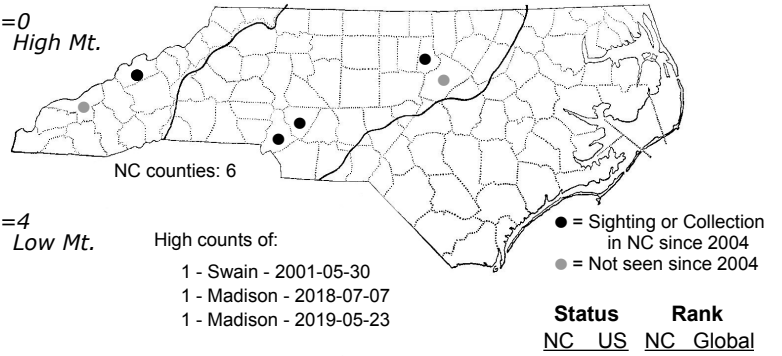 =0
High Mt.
NC counties: 6
=4
Low Mt.
High counts of:
1 - Swain - 2001-05-30
1 - Madison - 2018-07-07
1 - Madison - 2019-05-23
= Sighting or Collection
in NC since 2004
= Not seen since 2004
Status Rank
NC US NC Global